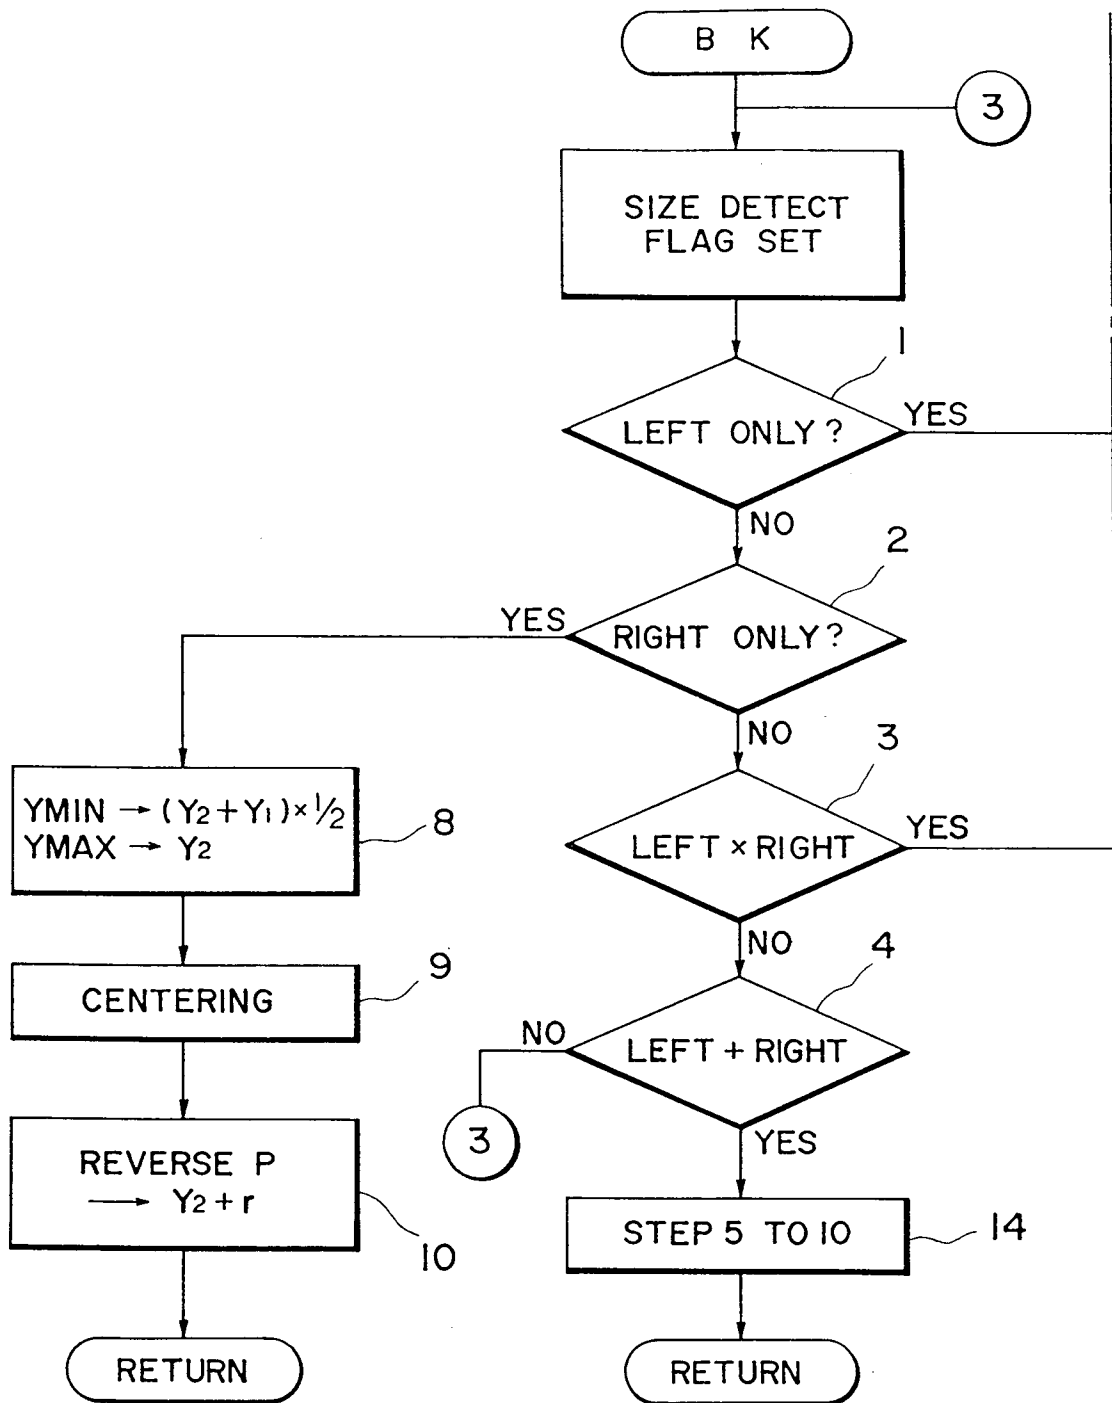 B K
3
SIZE DETECT
FLAG SET
1
LEFT ONLY?
YES
NO
2
YES
RIGHT ONLY?
NO
3
YMIN → (Y2 + Y1) × 1/2
YMAX → Y2
8
LEFT × RIGHT
YES
NO
4
9
CENTERING
NO
LEFT + RIGHT
3
YES
REVERSE P
→ Y2 + r
10
STEP 5 TO 10
14
RETURN
RETURN